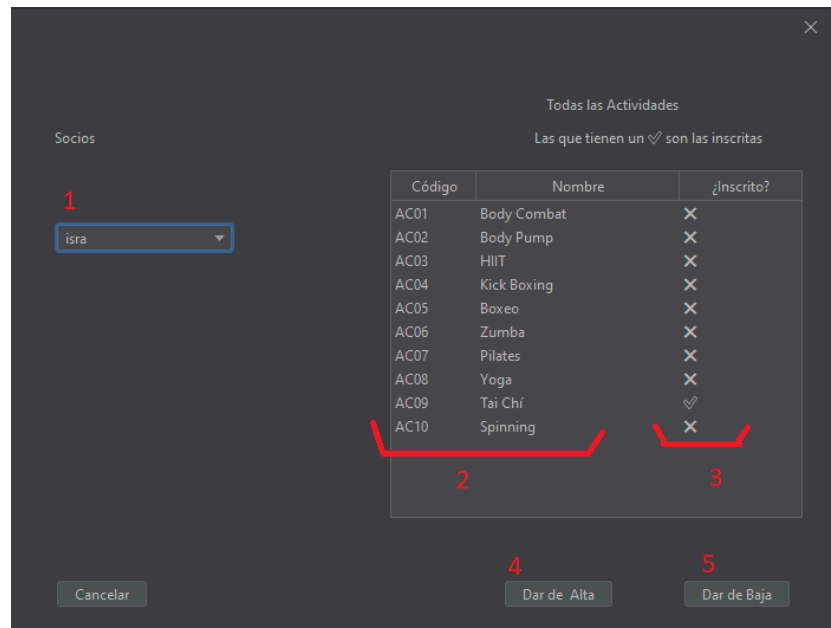 Todas las Actividades
Socios
Las que tienen un ✓ son las inscritas
1
isra
Código Nombre ¿Inscrito?
AC01 Body Combat ✕
AC02 Body Pump ✕
AC03 HIIT ✕
AC04 Kick Boxing ✕
AC05 Boxeo ✕
AC06 Zumba ✕
AC07 Pilates ✕
AC08 Yoga ✕
AC09 Tai Chí ✓
AC10 Spinning ✕
2 3
4 5
Cancelar Dar de Alta Dar de Baja